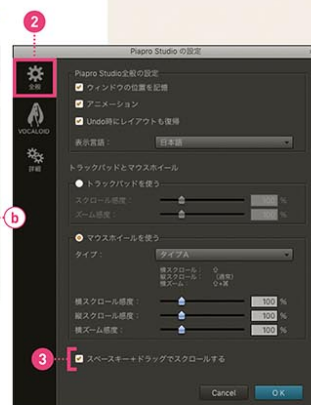 2
Piapro Studio の設定
全般
VOCALOID
詳細
Piapro Studio全般の設定
ウィンドウの位置を記憶
アニメーション
Undo時にレイアウトも復帰
表示言語： 日本語
トラックパッドとマウスホイール
トラックパッドを使う
スクロール感度： 100 %
ズーム感度： 100 %
b
マウスホイールを使う
タイプ： タイプA
横スクロール： ⇧
縦スクロール： （通常）
横ズーム： ⇧+⌘
横スクロール感度： 100 %
縦スクロール感度： 100 %
横ズーム感度： 100 %
3
スペースキー＋ドラッグでスクロールする
Cancel OK